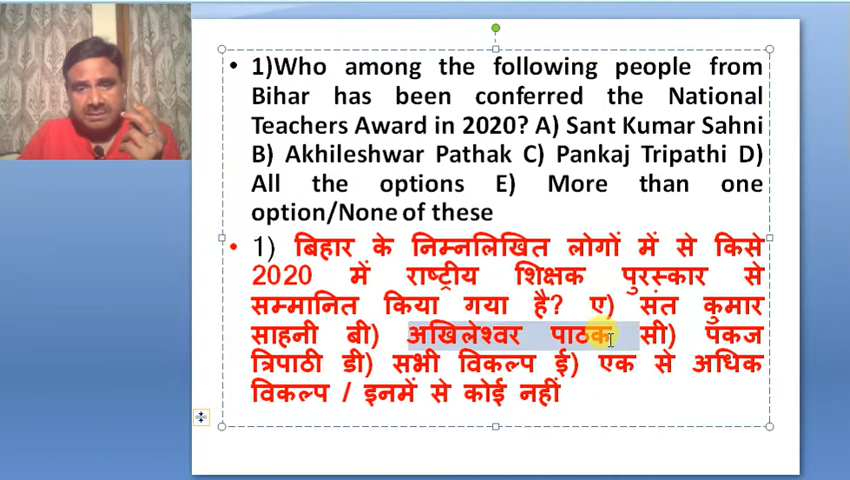 1)Who among the following people from
Bihar has been conferred the National
Teachers Award in 2020? A) Sant Kumar Sahni
B) Akhileshwar Pathak C) Pankaj Tripathi D)
All the options E) More than one
option/None of these
1) बिहार के निम्नलिखित लोगों में से किसे
2020 में राष्ट्रीय शिक्षक पुरस्कार से
सम्मानित किया गया है? ए) संत कुमार
साहनी बी) अखिलेश्वर पाठक सी) पंकज
त्रिपाठी डी) सभी विकल्प ई) एक से अधिक
विकल्प / इनमें से कोई नहीं